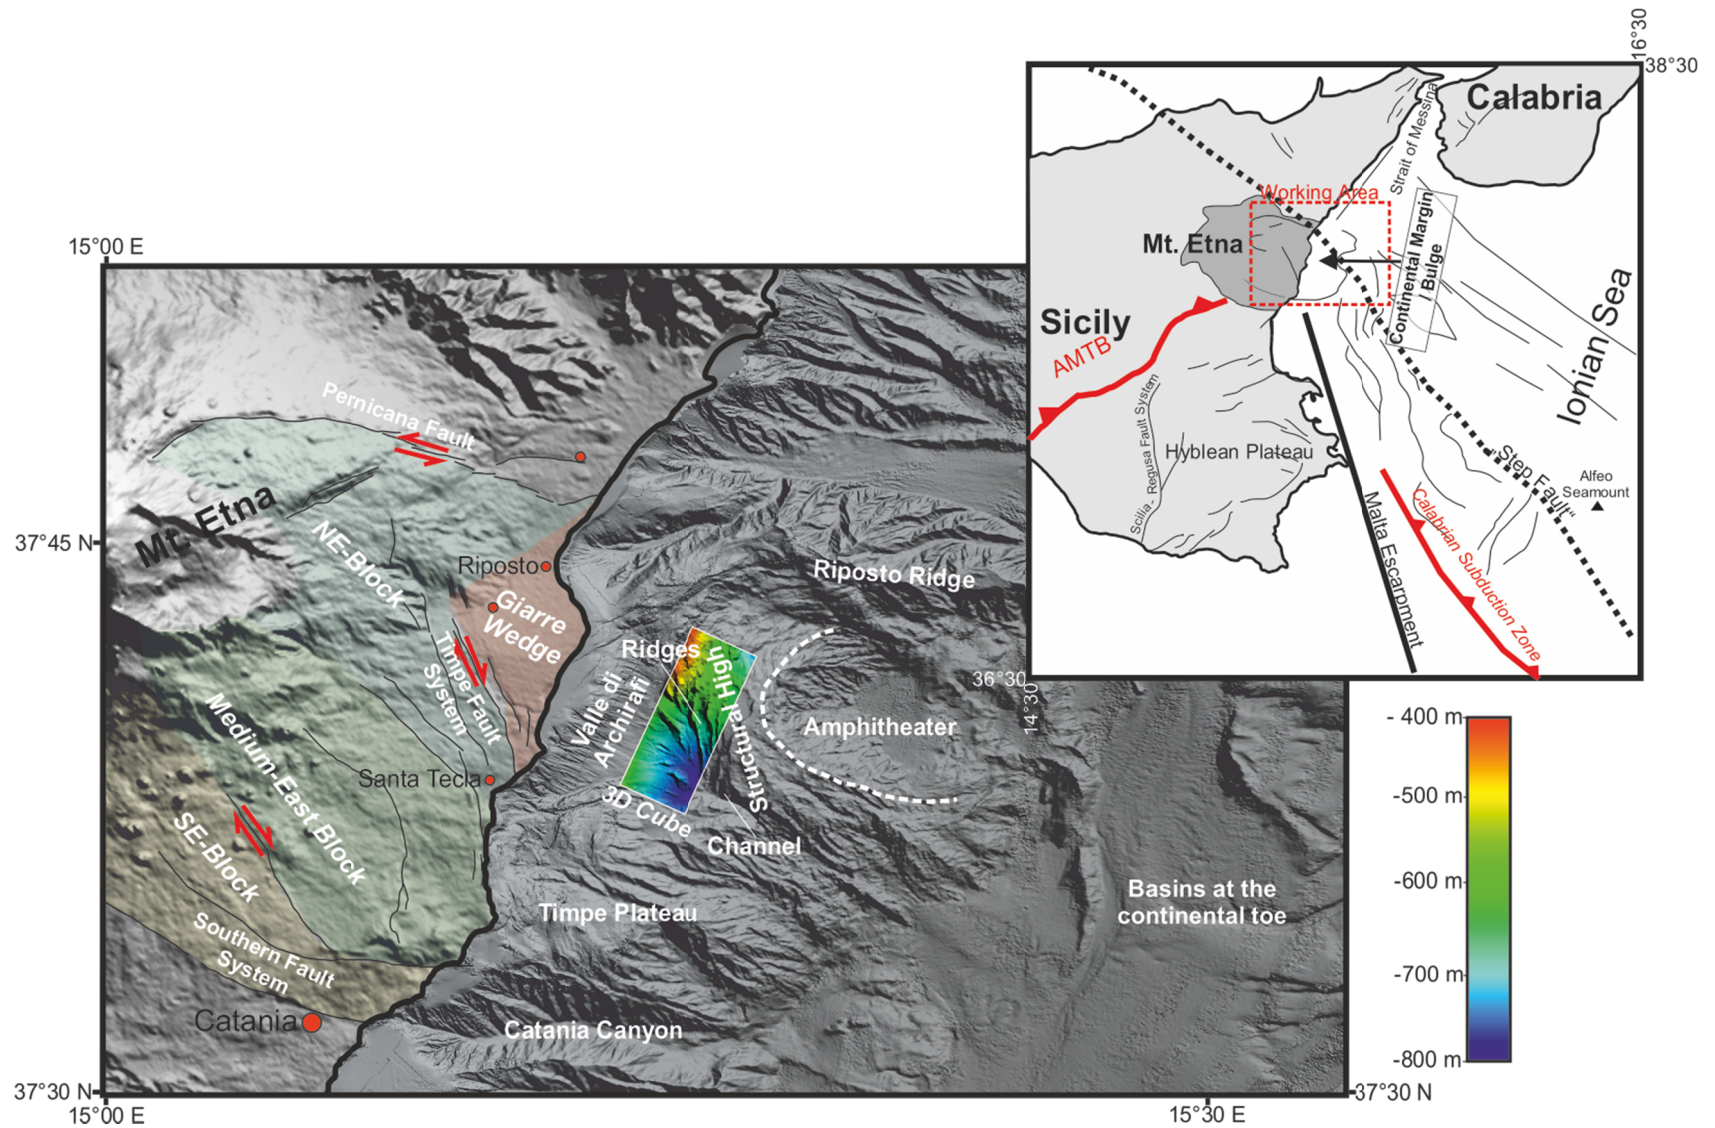 16°30
38°30
Calabria
Strait of Messina
Working Area
Mt. Etna
Continental Margin
/ Bulge
Sicily
AMTB
Ionian Sea
Scilia - Regusa Fault System
Hyblean Plateau
„Step Fault“
Alfeo
Seamount
Malta Escarpment
Calabrian Subduction Zone
36°30
14°30
15°00 E
Pernicana Fault
Mt. Etna
37°45 N
NE-Block
Riposto
Giarre
Wedge
Riposto Ridge
Timpe Fault
System
Ridges
Valle di
Archirafi
Structural High
Amphitheater
Medium-East Block
Santa Tecla
3D Cube
Channel
SE-Block
Timpe Plateau
Basins at the
continental toe
Southern Fault
System
Catania
Catania Canyon
37°30 N
37°30 N
15°00 E
15°30 E
- 400 m
-500 m
-600 m
-700 m
-800 m